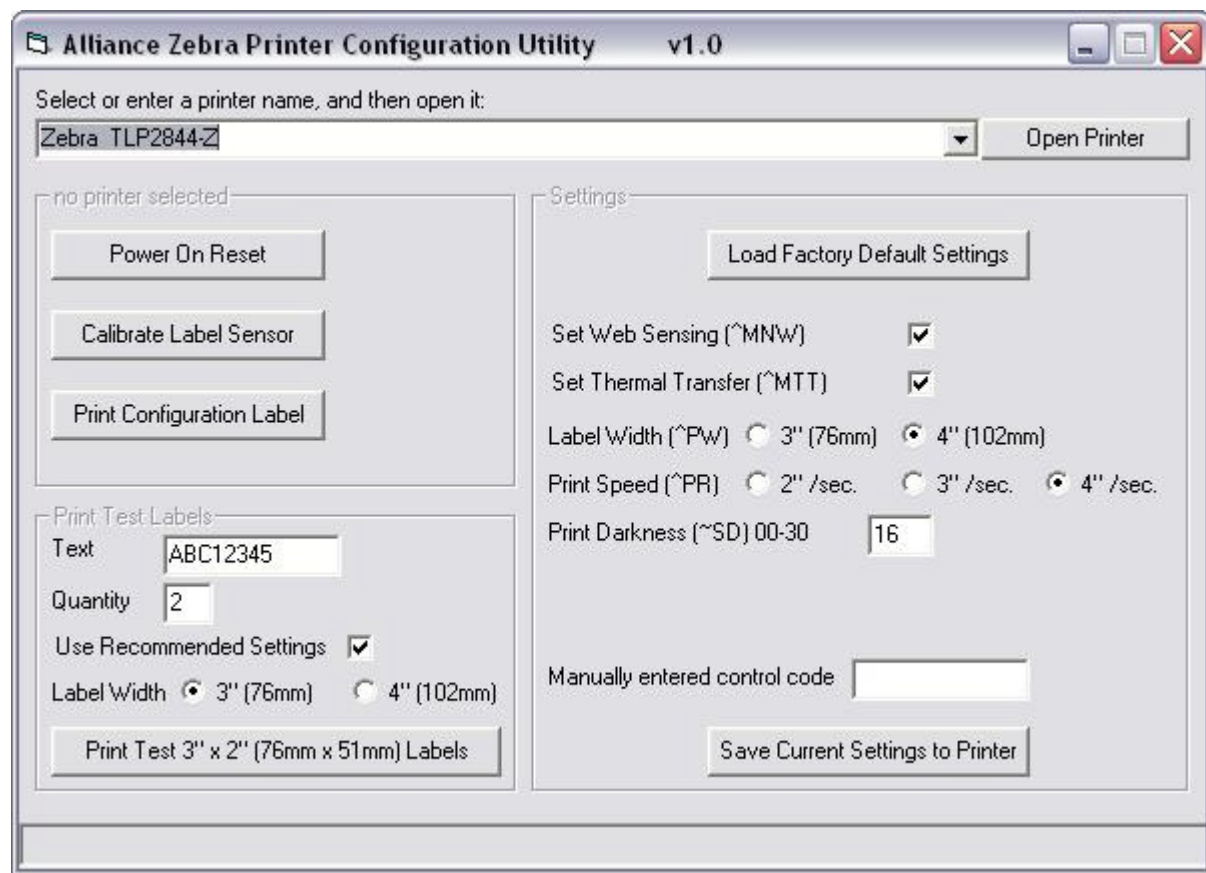 Alliance Zebra Printer Configuration Utility v1.0
Select or enter a printer name, and then open it:
Zebra TLP2844-Z
Open Printer
no printer selected
Power On Reset
Calibrate Label Sensor
Print Configuration Label
Print Test Labels
Text ABC12345
Quantity 2
Use Recommended Settings
Label Width 3" (76mm) 4" (102mm)
Print Test 3" x 2" (76mm x 51mm) Labels
Settings
Load Factory Default Settings
Set Web Sensing (^MNW)
Set Thermal Transfer (^MTT)
Label Width (^PW) 3" (76mm) 4" (102mm)
Print Speed (^PR) 2" /sec. 3" /sec. 4" /sec.
Print Darkness (~SD) 00-30 16
Manually entered control code
Save Current Settings to Printer